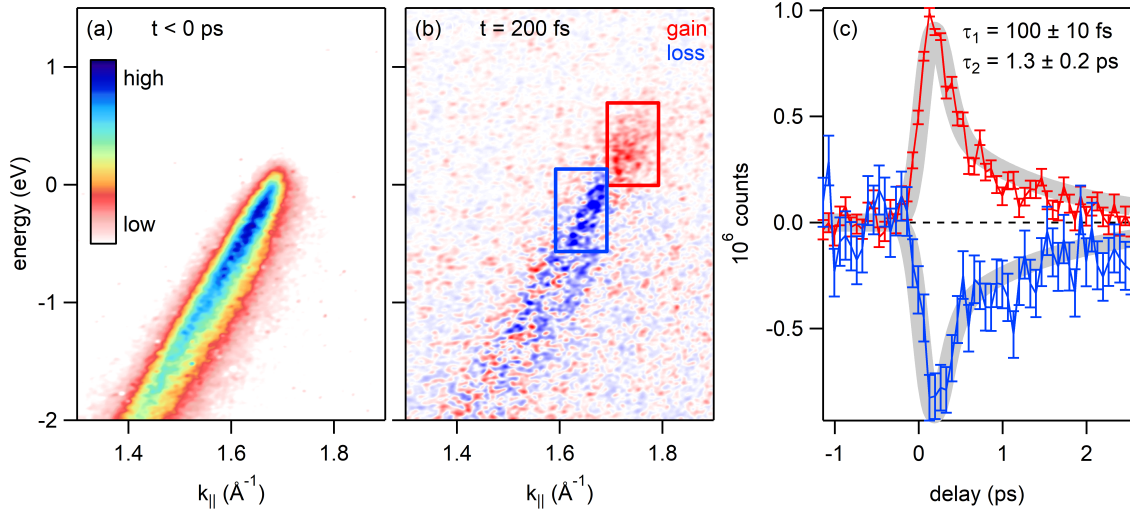 (a) t < 0 ps
high
low
1
0
-1
-2
energy (eV)
1.4 1.6 1.8
k|| (Å⁻¹)
(b) t = 200 fs
gain
loss
1.4 1.6 1.8
k|| (Å⁻¹)
(c) τ₁ = 100 ± 10 fs
τ₂ = 1.3 ± 0.2 ps
1.0
0.5
0.0
-0.5
10⁶ counts
-1 0 1 2
delay (ps)